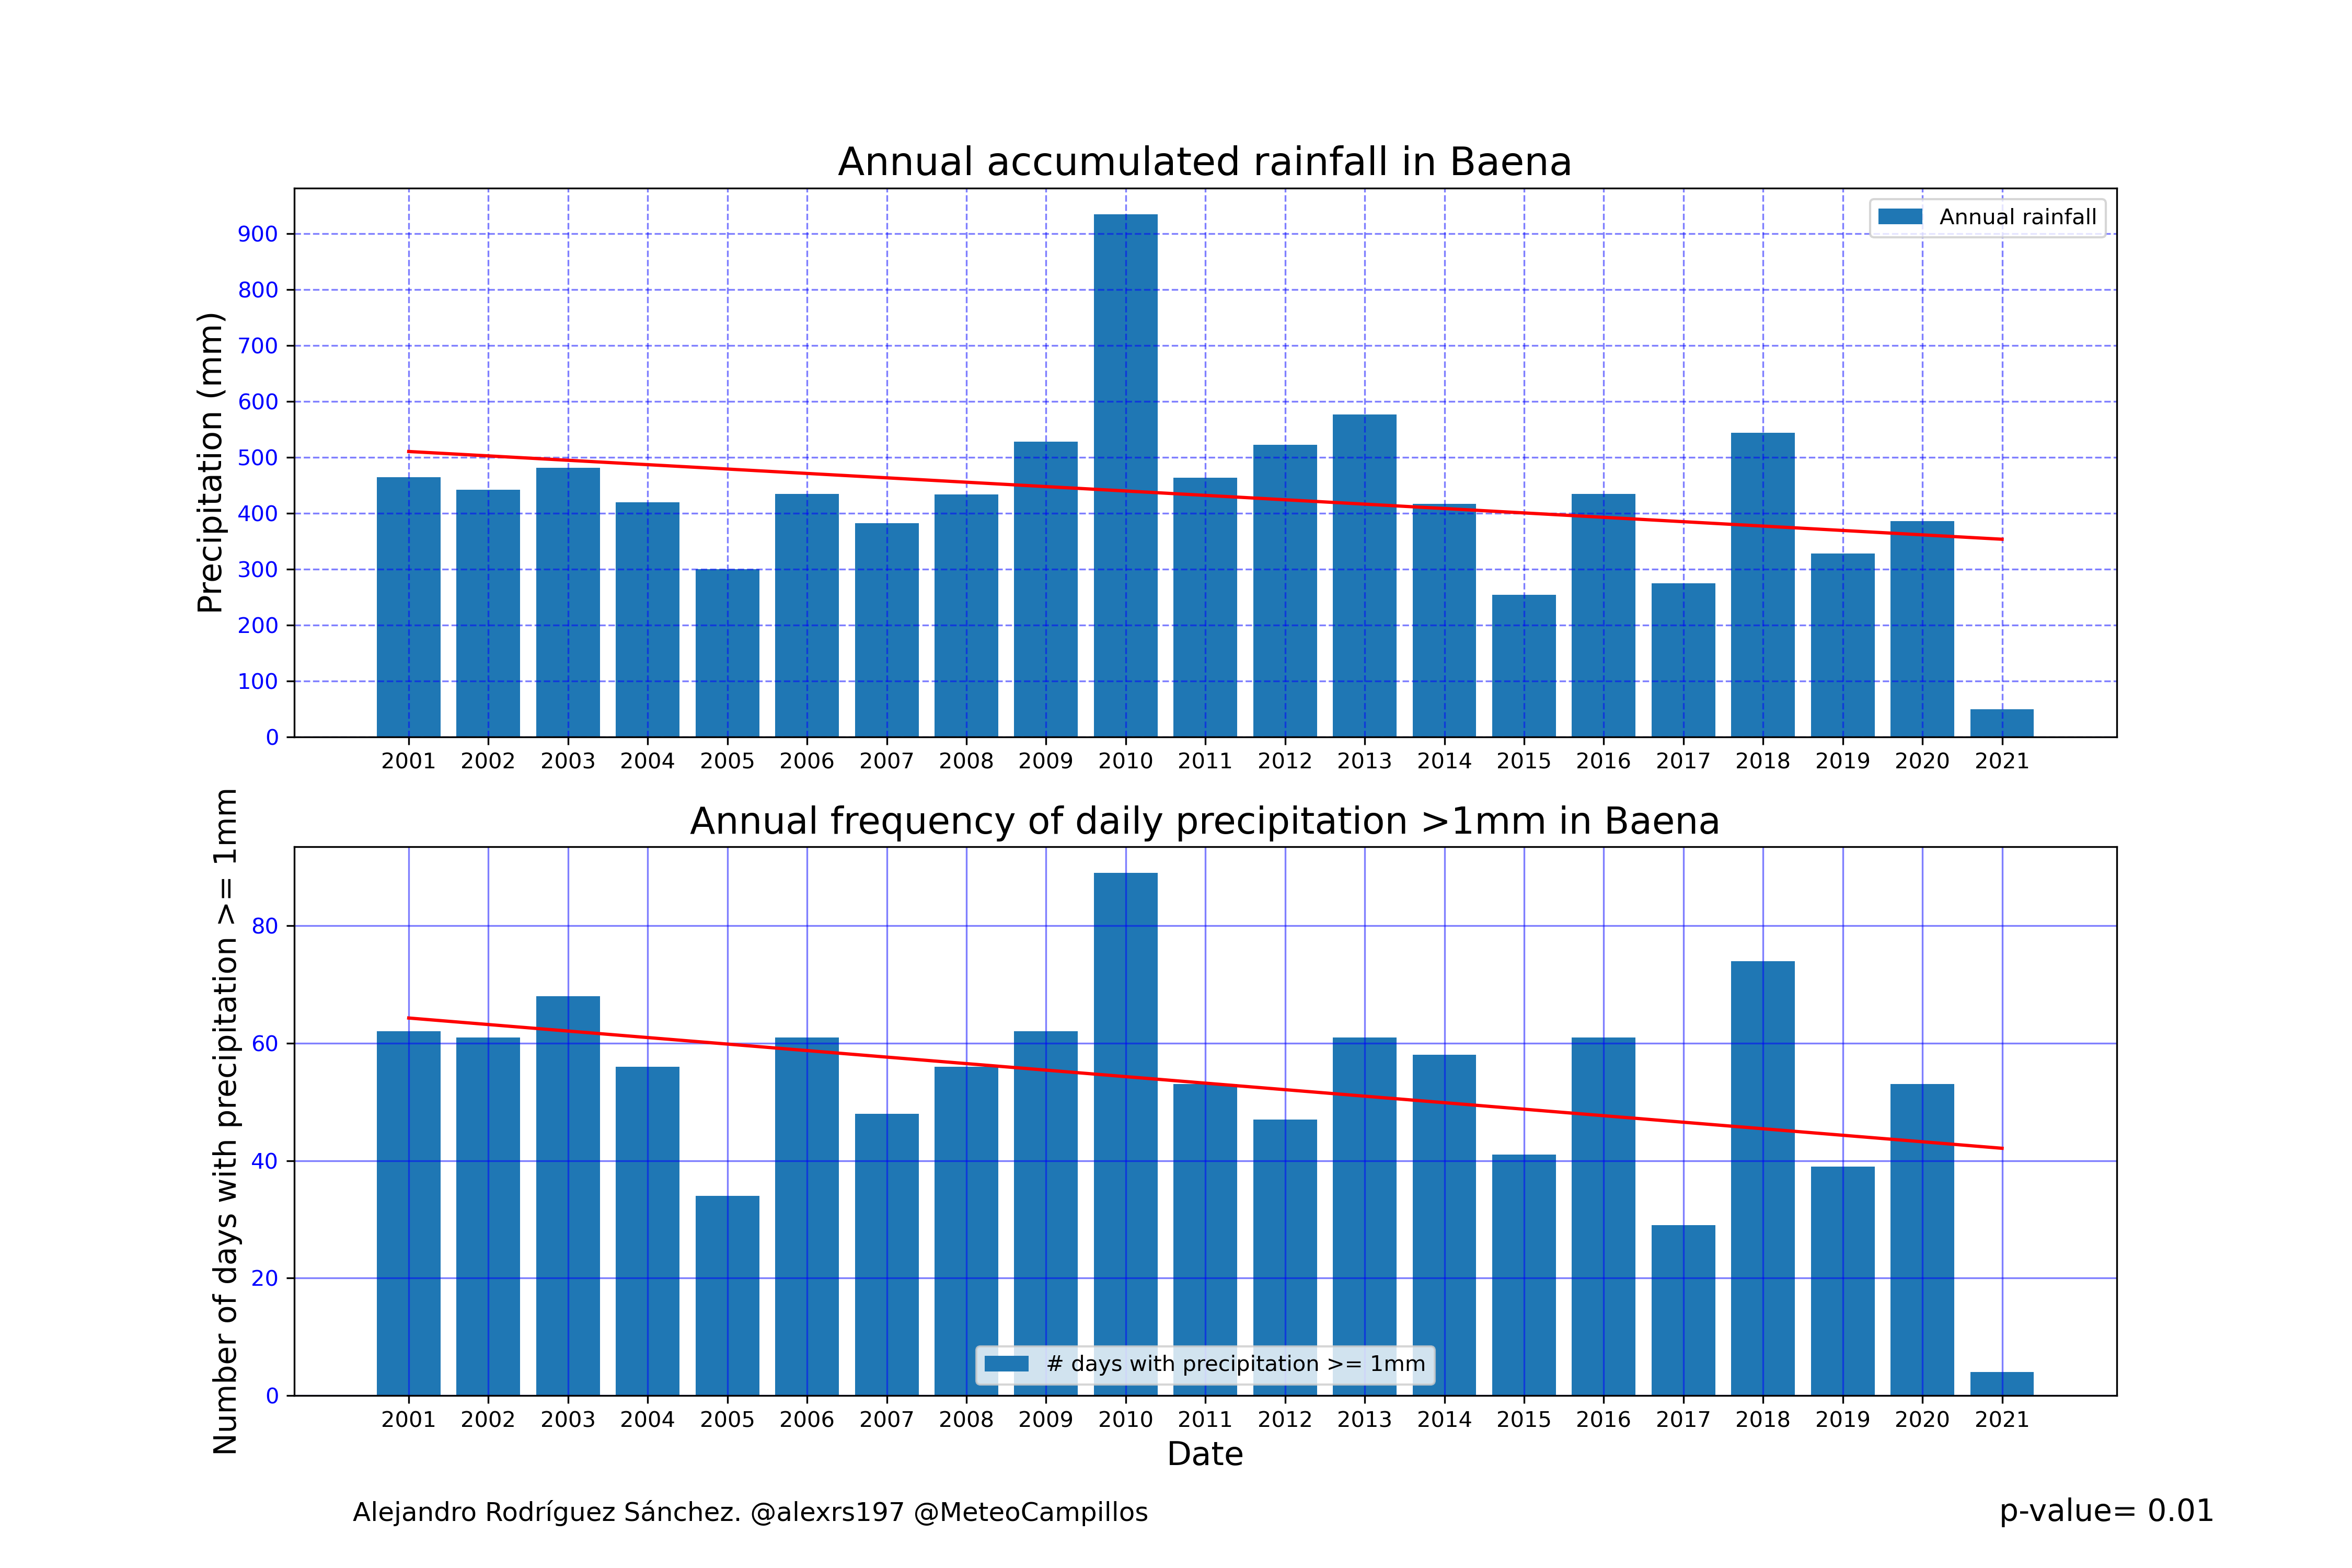 Annual accumulated rainfall in Baena
Precipitation (mm)
900
800
700
600
500
400
300
200
100
0
Annual rainfall
2001 2002 2003 2004 2005 2006 2007 2008 2009 2010 2011 2012 2013 2014 2015 2016 2017 2018 2019 2020 2021
Annual frequency of daily precipitation >1mm in Baena
Number of days with precipitation >= 1mm
80
60
40
20
0
# days with precipitation >= 1mm
2001 2002 2003 2004 2005 2006 2007 2008 2009 2010 2011 2012 2013 2014 2015 2016 2017 2018 2019 2020 2021
Date
Alejandro Rodríguez Sánchez. @alexrs197 @MeteoCampillos
p-value= 0.01